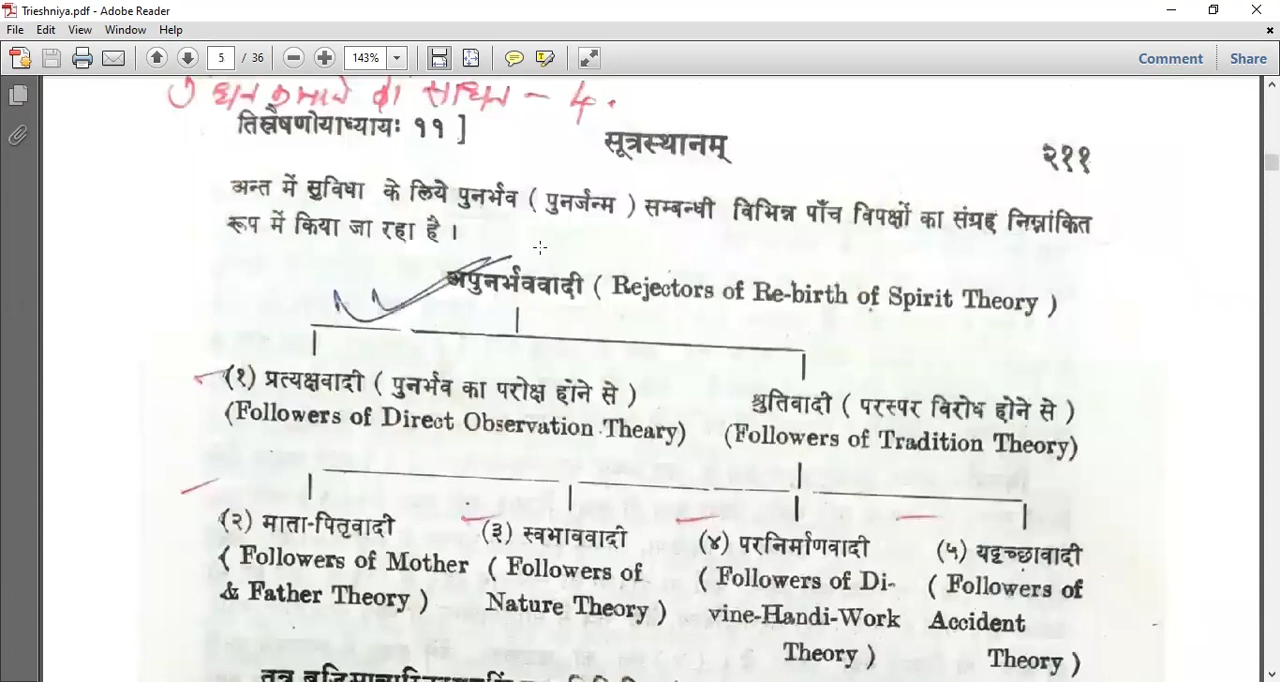 Trieshniya.pdf - Adobe Reader
File Edit View Window Help
5 / 36 143% Comment Share
धन कमाने का साधन - 4.
तिस्रैषणोयाध्यायः ११ ] सूत्रस्थानम् २११
अन्त में सुविधा के लिये पुनर्भव ( पुनर्जन्म ) सम्बन्धी विभिन्न पाँच विपक्षों का संग्रह निम्नांकित
रूप में किया जा रहा है ।
अपुनर्भववादी ( Rejectors of Re-birth of Spirit Theory )
(१) प्रत्यक्षवादी ( पुनर्भव का परोक्ष होने से )
(Followers of Direct Observation Theary)
श्रुतिवादी ( परस्पर विरोध होने से )
(Followers of Tradition Theory)
(२) माता-पितृवादी
( Followers of Mother
& Father Theory )
(३) स्वभाववादी
( Followers of
Nature Theory )
(४) परनिर्माणवादी
( Followers of Di-
vine-Handi-Work
Theory )
(५) यदृच्छावादी
( Followers of
Accident
Theory )